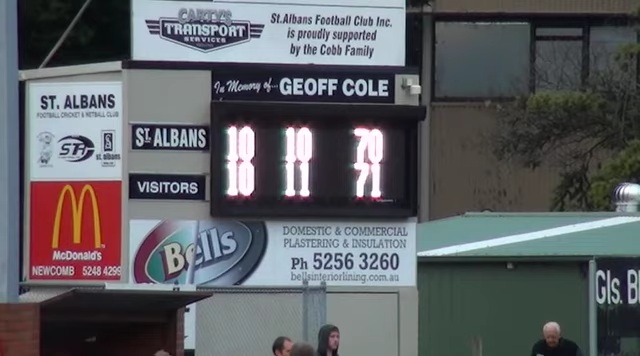 CARTY'S
TRANSPORT
SERVICES
St.Albans Football Club Inc.
is proudly supported
by the Cobb Family
In Memory of... GEOFF COLE
ST. ALBANS
FOOTBALL CRICKET & NETBALL CLUB
ST. ALBANS 10 10 70
VISITORS 10 11 71
McDonald's
NEWCOMB 5248 4299
Bells
DOMESTIC & COMMERCIAL
PLASTERING & INSULATION
Ph 5256 3260
bellsinteriorlining.com.au
Gls. B